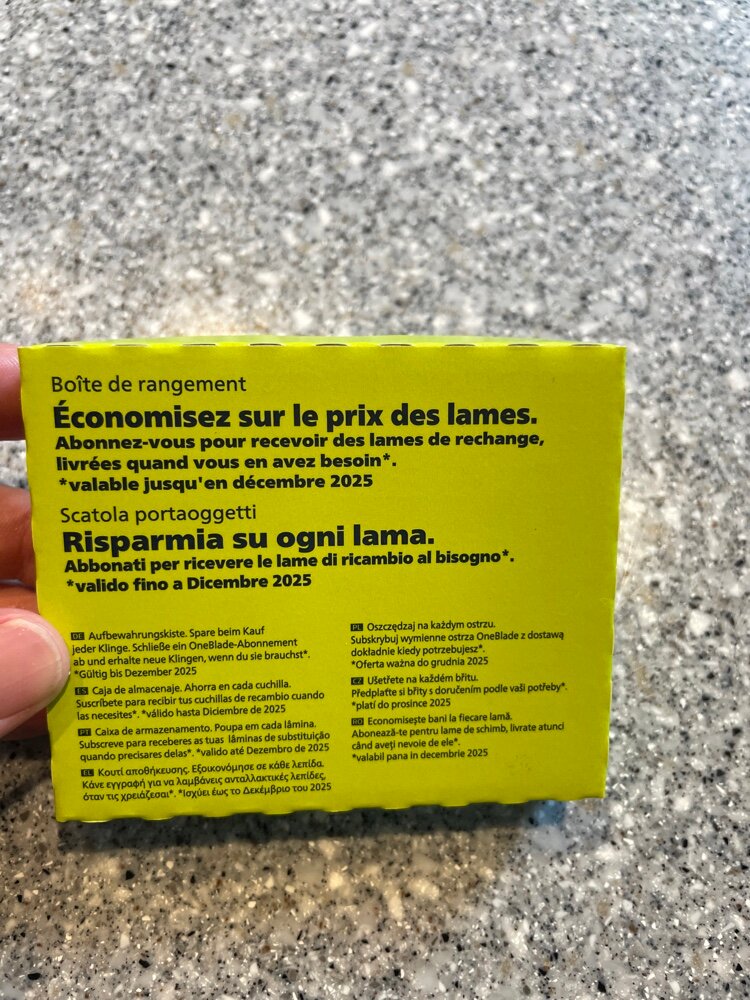 Boîte de rangement
Économisez sur le prix des lames.
Abonnez-vous pour recevoir des lames de rechange,
livrées quand vous en avez besoin*.
*valable jusqu'en décembre 2025
Scatola portaoggetti
Risparmia su ogni lama.
Abbonati per ricevere le lame di ricambio al bisogno*.
*valido fino a Dicembre 2025
DE Aufbewahrungskiste. Spare beim Kauf
jeder Klinge. Schließe ein OneBlade-Abonnement
ab und erhalte neue Klingen, wenn du sie brauchst*.
*Gültig bis Dezember 2025
ES Caja de almacenaje. Ahorra en cada cuchilla.
Suscríbete para recibir tus cuchillas de recambio cuando
las necesites*. *válido hasta Diciembre de 2025
PT Caixa de armazenamento. Poupa em cada lâmina.
Subscreve para receberes as tuas lâminas de substituição
quando precisares delas*. *valido até Dezembro de 2025
EL Κουτί αποθήκευσης. Εξοικονόμησε σε κάθε λεπίδα.
Κάνε εγγραφή για να λαμβάνεις ανταλλακτικές λεπίδες,
όταν τις χρειάζεσαι*. *Ισχύει έως το Δεκέμβριο του 2025
PL Oszczędzaj na każdym ostrzu.
Subskrybuj wymienne ostrza OneBlade z dostawą
dokładnie kiedy potrzebujesz*.
*Oferta ważna do grudnia 2025
CZ Ušetřete na každém břitu.
Předplaťte si břity s doručením podle vaší potřeby*.
*platí do prosince 2025
RO Economisește bani la fiecare lamă.
Abonează-te pentru lame de schimb, livrate atunci
când aveți nevoie de ele*.
*valabil pana in decembrie 2025